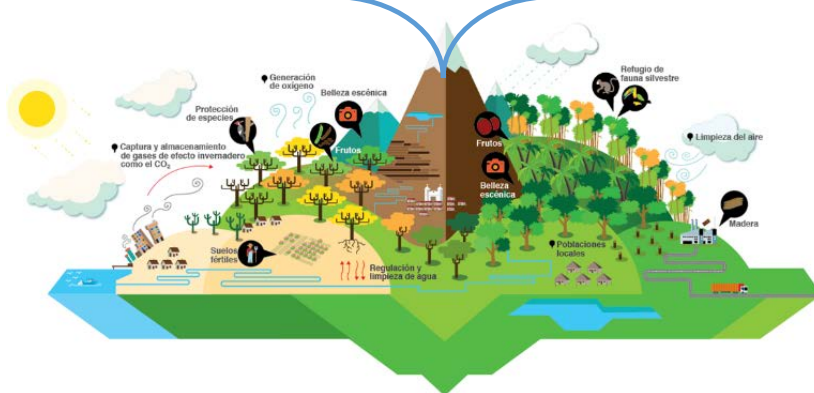 Generación
de oxígeno
Belleza escénica
Protección
de especies
Captura y almacenamiento
de gases de efecto invernadero
como el CO₂
Frutos
Refugio de
fauna silvestre
Limpieza del aire
Frutos
Belleza
escénica
Madera
Suelos
fértiles
Regulación y
limpieza de agua
Poblaciones
locales